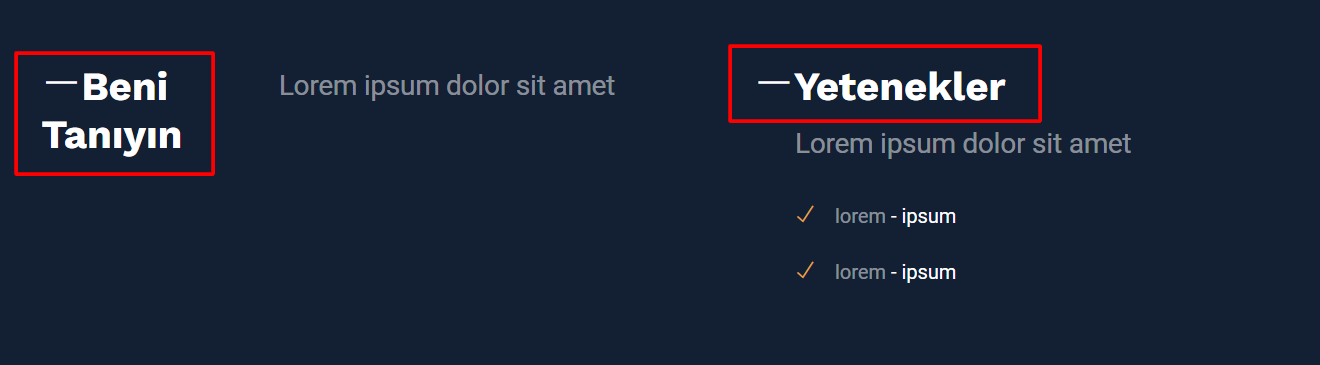 Beni
Tanıyın
Lorem ipsum dolor sit amet
Yetenekler
Lorem ipsum dolor sit amet
lorem - ipsum
lorem - ipsum